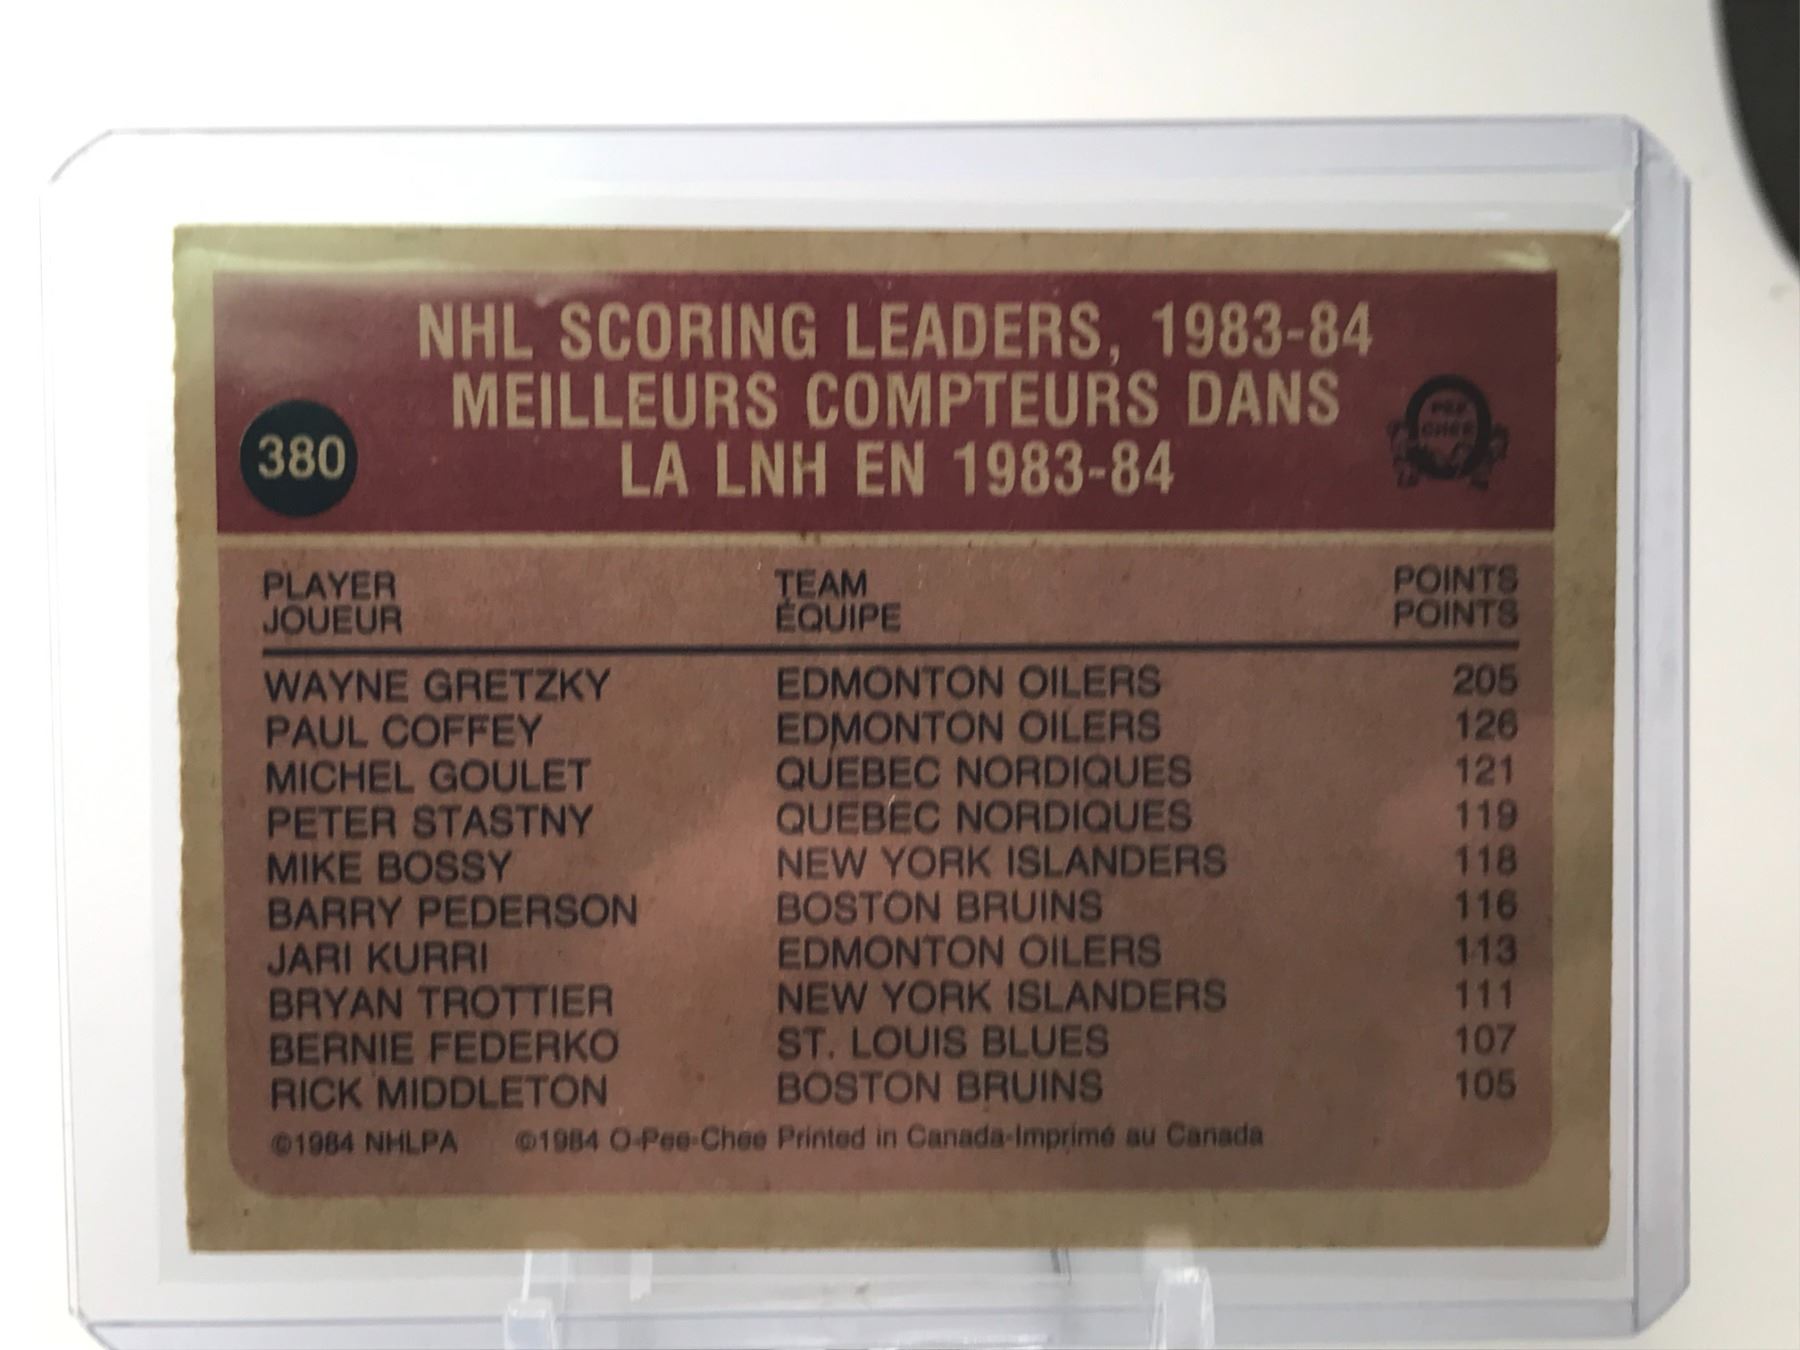 NHL SCORING LEADERS, 1983-84
MEILLEURS COMPTEURS DANS
LA LNH EN 1983-84
380
O
PEE
CHEE
PLAYER TEAM POINTS
JOUEUR ÉQUIPE POINTS
WAYNE GRETZKY EDMONTON OILERS 205
PAUL COFFEY EDMONTON OILERS 126
MICHEL GOULET QUEBEC NORDIQUES 121
PETER STASTNY QUEBEC NORDIQUES 119
MIKE BOSSY NEW YORK ISLANDERS 118
BARRY PEDERSON BOSTON BRUINS 116
JARI KURRI EDMONTON OILERS 113
BRYAN TROTTIER NEW YORK ISLANDERS 111
BERNIE FEDERKO ST. LOUIS BLUES 107
RICK MIDDLETON BOSTON BRUINS 105
©1984 NHLPA ©1984 O-Pee-Chee Printed in Canada-Imprimé au Canada